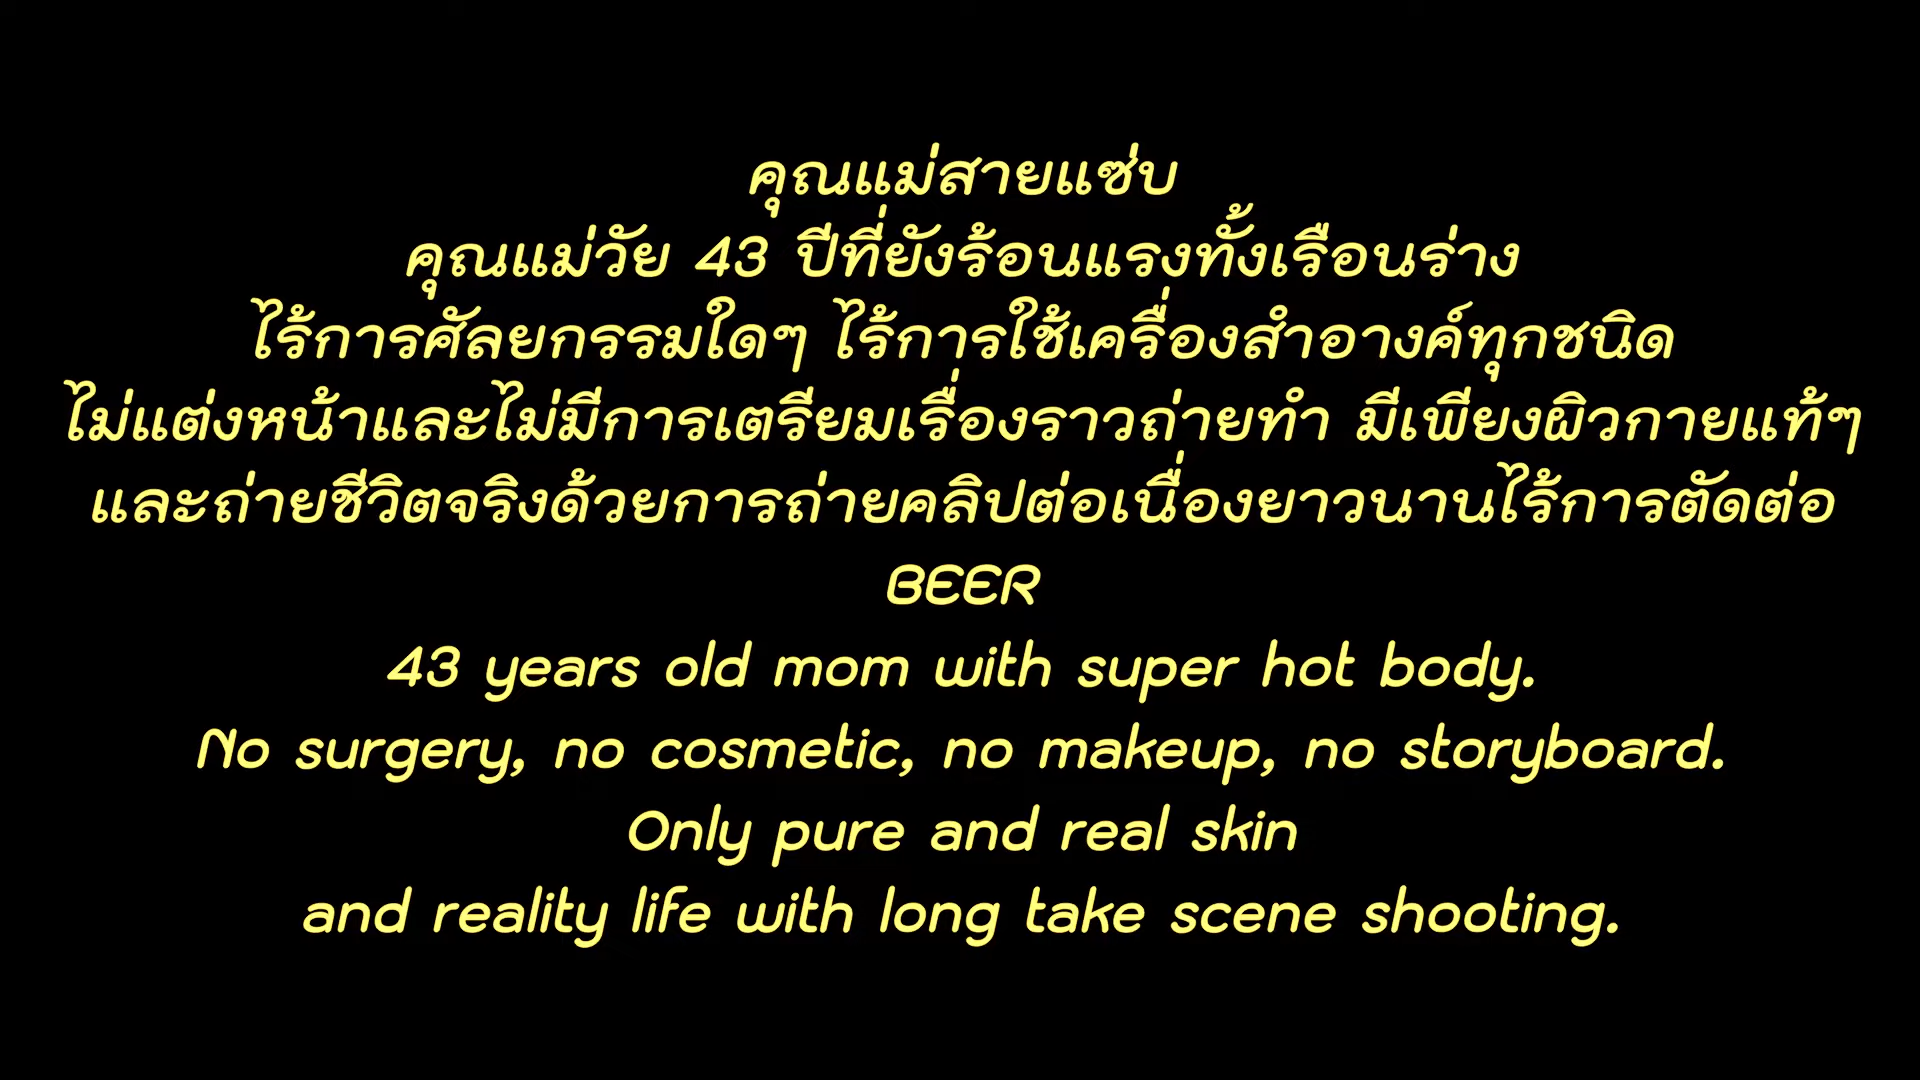 คุณแม่สายแซ่บ
คุณแม่วัย 43 ปีที่ยังร้อนแรงทั้งเรือนร่าง
ไร้การศัลยกรรมใดๆ ไร้การใช้เครื่องสำอางค์ทุกชนิด
ไม่แต่งหน้าและไม่มีการเตรียมเรื่องราวถ่ายทำ มีเพียงผิวกายแท้ๆ
และถ่ายชีวิตจริงด้วยการถ่ายคลิปต่อเนื่องยาวนานไร้การตัดต่อ
BEER
43 years old mom with super hot body.
No surgery, no cosmetic, no makeup, no storyboard.
Only pure and real skin
and reality life with long take scene shooting.